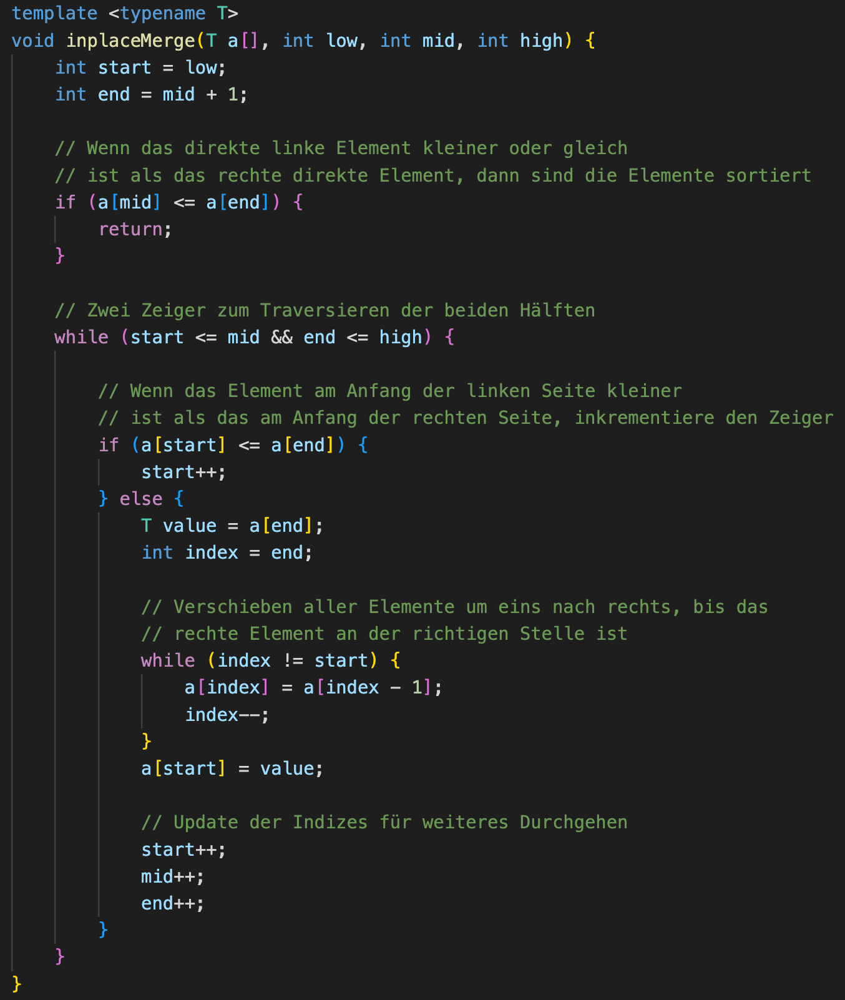 template <typename T>
void inplaceMerge(T a[], int low, int mid, int high) {
    int start = low;
    int end = mid + 1;

    // Wenn das direkte linke Element kleiner oder gleich
    // ist als das rechte direkte Element, dann sind die Elemente sortiert
    if (a[mid] <= a[end]) {
        return;
    }

    // Zwei Zeiger zum Traversieren der beiden Hälften
    while (start <= mid && end <= high) {

        // Wenn das Element am Anfang der linken Seite kleiner
        // ist als das am Anfang der rechten Seite, inkrementiere den Zeiger
        if (a[start] <= a[end]) {
            start++;
        } else {
            T value = a[end];
            int index = end;

            // Verschieben aller Elemente um eins nach rechts, bis das
            // rechte Element an der richtigen Stelle ist
            while (index != start) {
                a[index] = a[index - 1];
                index--;
            }
            a[start] = value;

            // Update der Indizes für weiteres Durchgehen
            start++;
            mid++;
            end++;
        }
    }
}